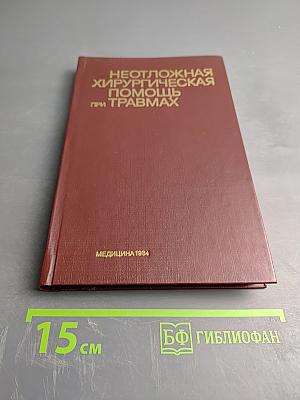 НЕОТЛОЖНАЯ
ХИРУРГИЧЕСКАЯ
ПОМОЩЬ
ПРИ ТРАВМАХ
МЕДИЦИНА 1984
15 см
БФ ГИБЛИОФАН